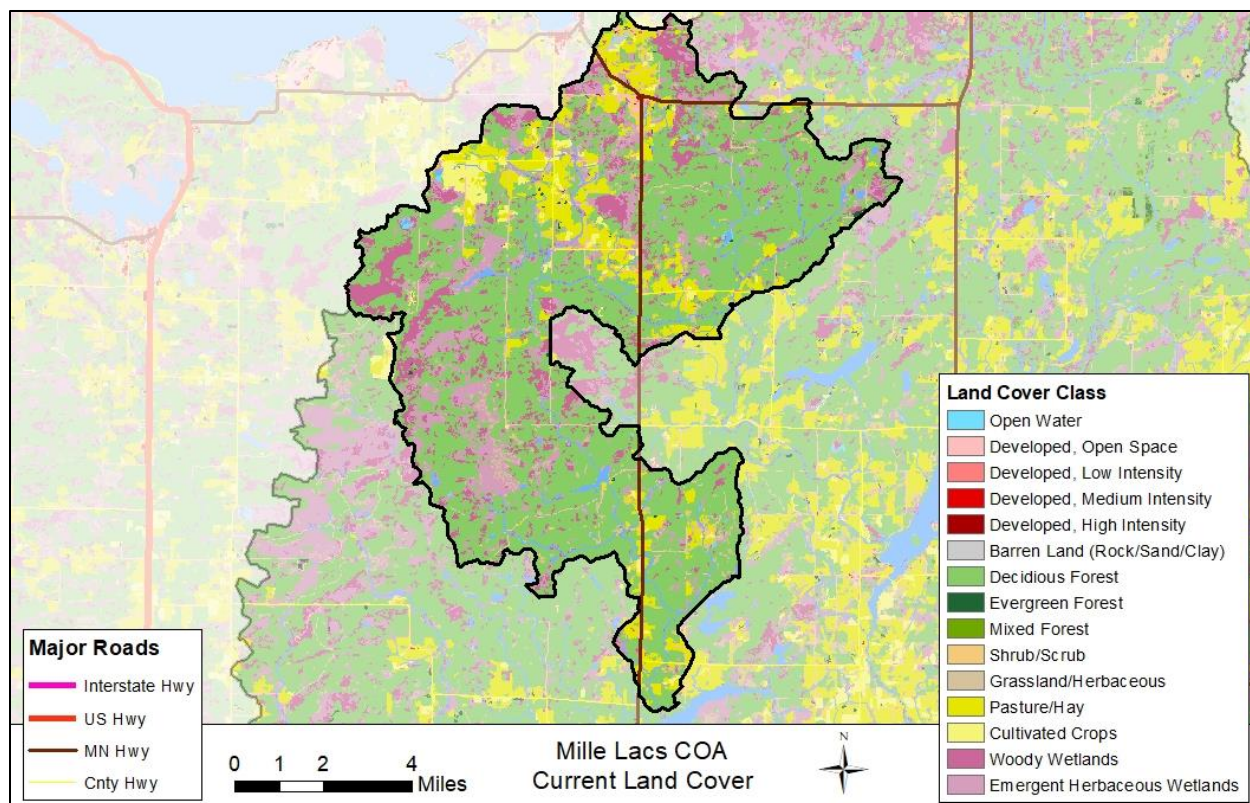 Land Cover Class
Open Water
Developed, Open Space
Developed, Low Intensity
Developed, Medium Intensity
Developed, High Intensity
Barren Land (Rock/Sand/Clay)
Decidious Forest
Evergreen Forest
Mixed Forest
Shrub/Scrub
Grassland/Herbaceous
Pasture/Hay
Cultivated Crops
Woody Wetlands
Emergent Herbaceous Wetlands
Major Roads
Interstate Hwy
US Hwy
MN Hwy
Cnty Hwy
0 1 2 4
Miles
Mille Lacs COA
Current Land Cover
N